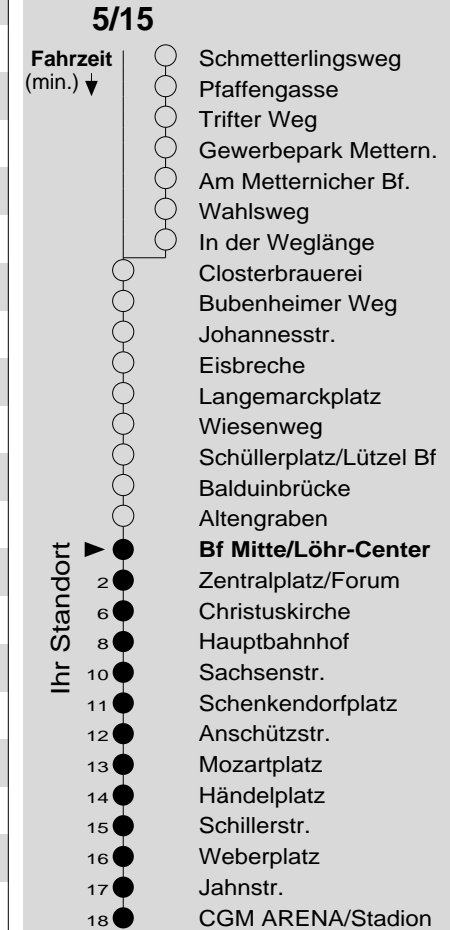 5/15
Fahrzeit
(min.)
Schmetterlingsweg
Pfaffengasse
Trifter Weg
Gewerbepark Mettern.
Am Metternicher Bf.
Wahlsweg
In der Weglänge
Closterbrauerei
Bubenheimer Weg
Johannesstr.
Eisbreche
Langemarckplatz
Wiesenweg
Schüllerplatz/Lützel Bf
Balduinbrücke
Altengraben
Ihr Standort
Bf Mitte/Löhr-Center
2 Zentralplatz/Forum
6 Christuskirche
8 Hauptbahnhof
10 Sachsenstr.
11 Schenkendorfplatz
12 Anschützstr.
13 Mozartplatz
14 Händelplatz
15 Schillerstr.
16 Weberplatz
17 Jahnstr.
18 CGM ARENA/Stadion